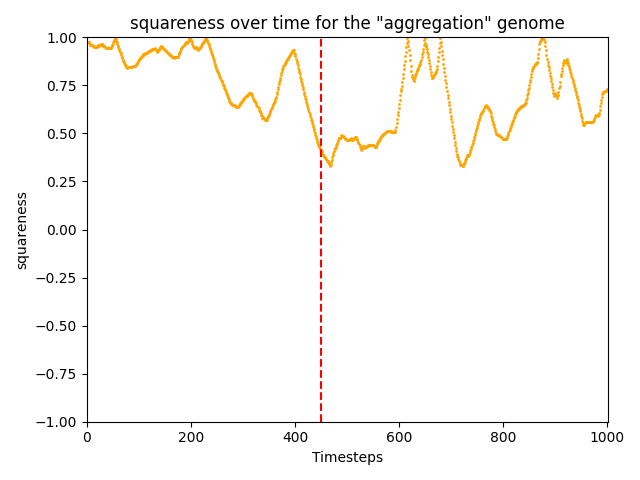 squareness over time for the "aggregation" genome
1.00
0.75
0.50
0.25
0.00
−0.25
−0.50
−0.75
−1.00
squareness
0 200 400 600 800 1000
Timesteps